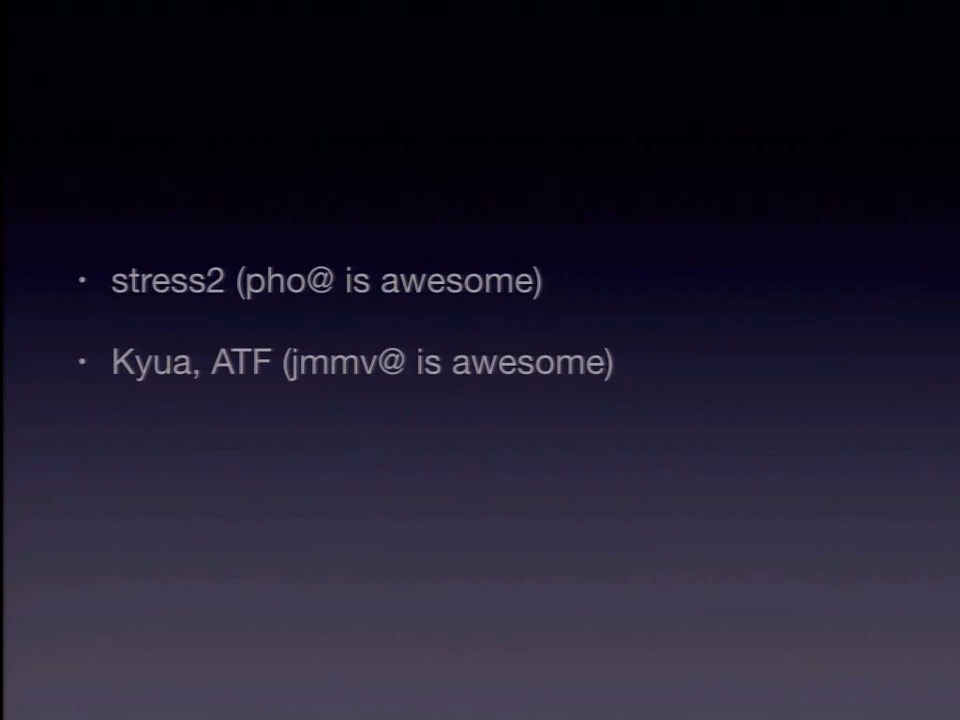 • stress2 (pho@ is awesome)
• Kyua, ATF (jmmv@ is awesome)